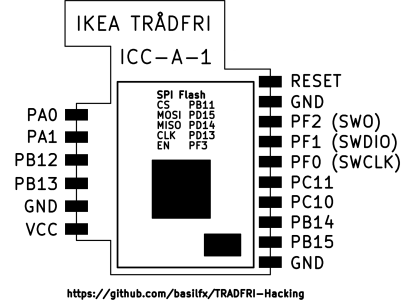 IKEA TRÅDFRI
ICC-A-1
SPI Flash
CS PB11
MOSI PD15
MISO PD14
CLK PD13
EN PF3
PA0
PA1
PB12
PB13
GND
VCC
RESET
GND
PF2 (SWO)
PF1 (SWDIO)
PF0 (SWCLK)
PC11
PC10
PB14
PB15
GND
https://github.com/basilfx/TRADFRI-Hacking